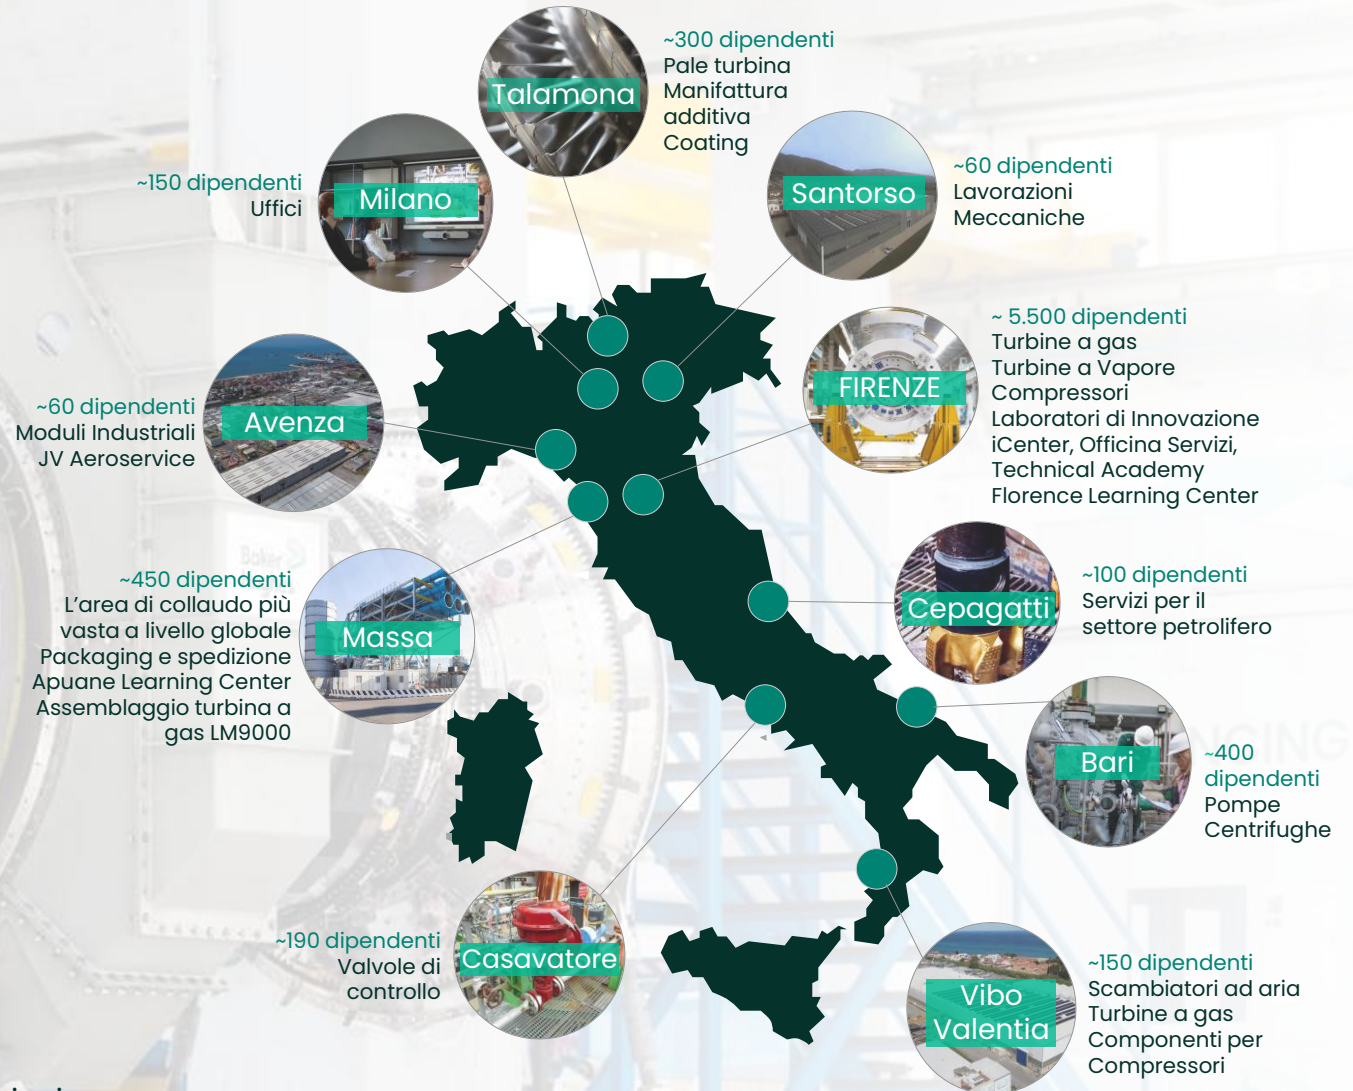 Talamona
~300 dipendenti
Pale turbina
Manifattura
additiva
Coating
~150 dipendenti
Uffici
Milano
Santorso
~60 dipendenti
Lavorazioni
Meccaniche
FIRENZE
~ 5.500 dipendenti
Turbine a gas
Turbine a Vapore
Compressori
Laboratori di Innovazione
iCenter, Officina Servizi,
Technical Academy
Florence Learning Center
~60 dipendenti
Moduli Industriali
JV Aeroservice
Avenza
~450 dipendenti
L’area di collaudo più
vasta a livello globale
Packaging e spedizione
Apuane Learning Center
Assemblaggio turbina a
gas LM9000
Massa
Cepagatti
~100 dipendenti
Servizi per il
settore petrolifero
Bari
~400
dipendenti
Pompe
Centrifughe
~190 dipendenti
Valvole di
controllo
Casavatore
Vibo
Valentia
~150 dipendenti
Scambiatori ad aria
Turbine a gas
Componenti per
Compressori